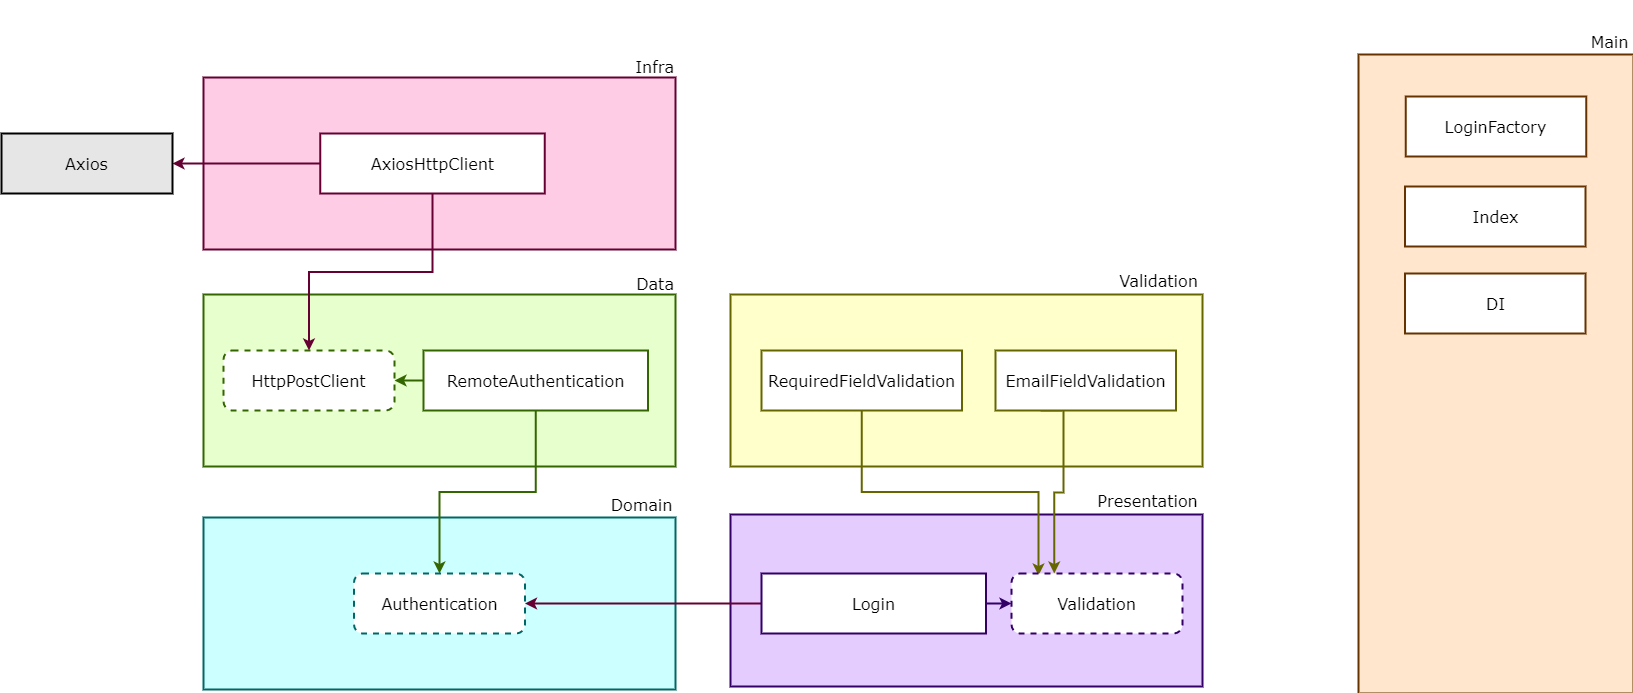 Main
Infra
LoginFactory
Axios
AxiosHttpClient
Index
Data
Validation
DI
HttpPostClient
RemoteAuthentication
RequiredFieldValidation
EmailFieldValidation
Domain
Presentation
Authentication
Login
Validation